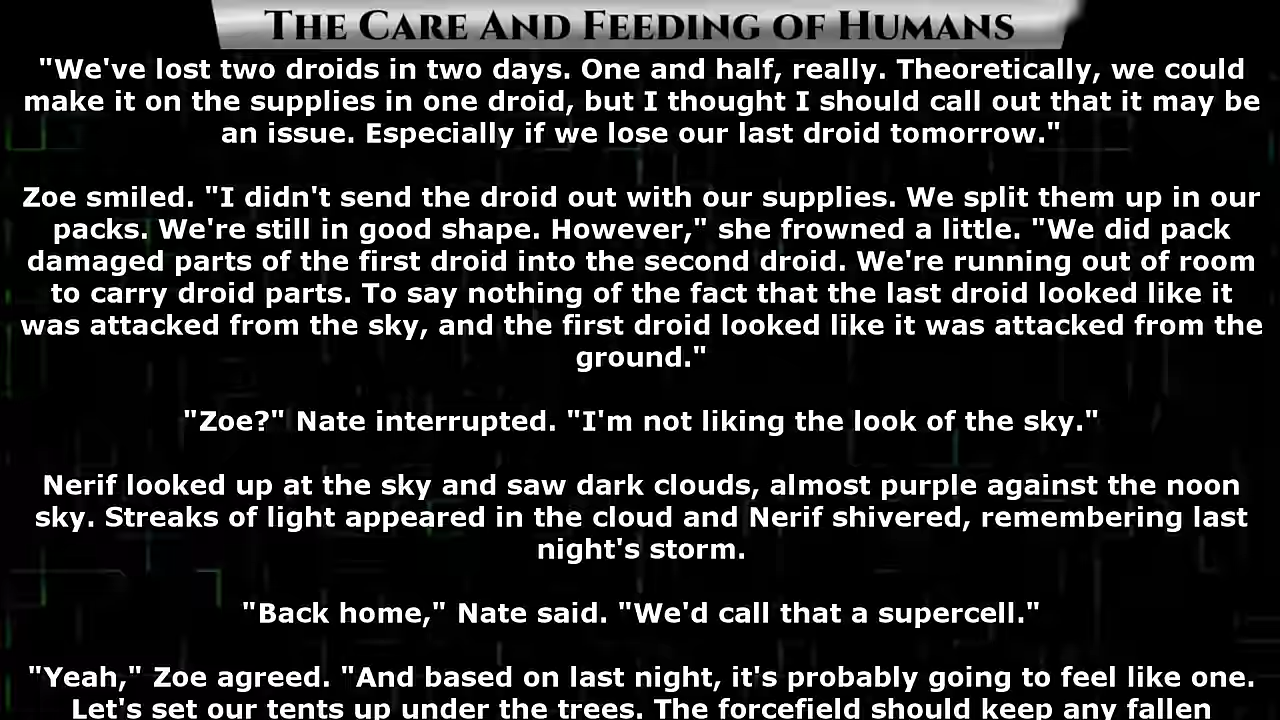 The Care And Feeding of Humans
"We've lost two droids in two days. One and half, really. Theoretically, we could
make it on the supplies in one droid, but I thought I should call out that it may be
an issue. Especially if we lose our last droid tomorrow."
Zoe smiled. "I didn't send the droid out with our supplies. We split them up in our
packs. We're still in good shape. However," she frowned a little. "We did pack
damaged parts of the first droid into the second droid. We're running out of room
to carry droid parts. To say nothing of the fact that the last droid looked like it
was attacked from the sky, and the first droid looked like it was attacked from the
ground."
"Zoe?" Nate interrupted. "I'm not liking the look of the sky."
Nerif looked up at the sky and saw dark clouds, almost purple against the noon
sky. Streaks of light appeared in the cloud and Nerif shivered, remembering last
night's storm.
"Back home," Nate said. "We'd call that a supercell."
"Yeah," Zoe agreed. "And based on last night, it's probably going to feel like one.
Let's set our tents up under the trees. The forcefield should keep any fallen